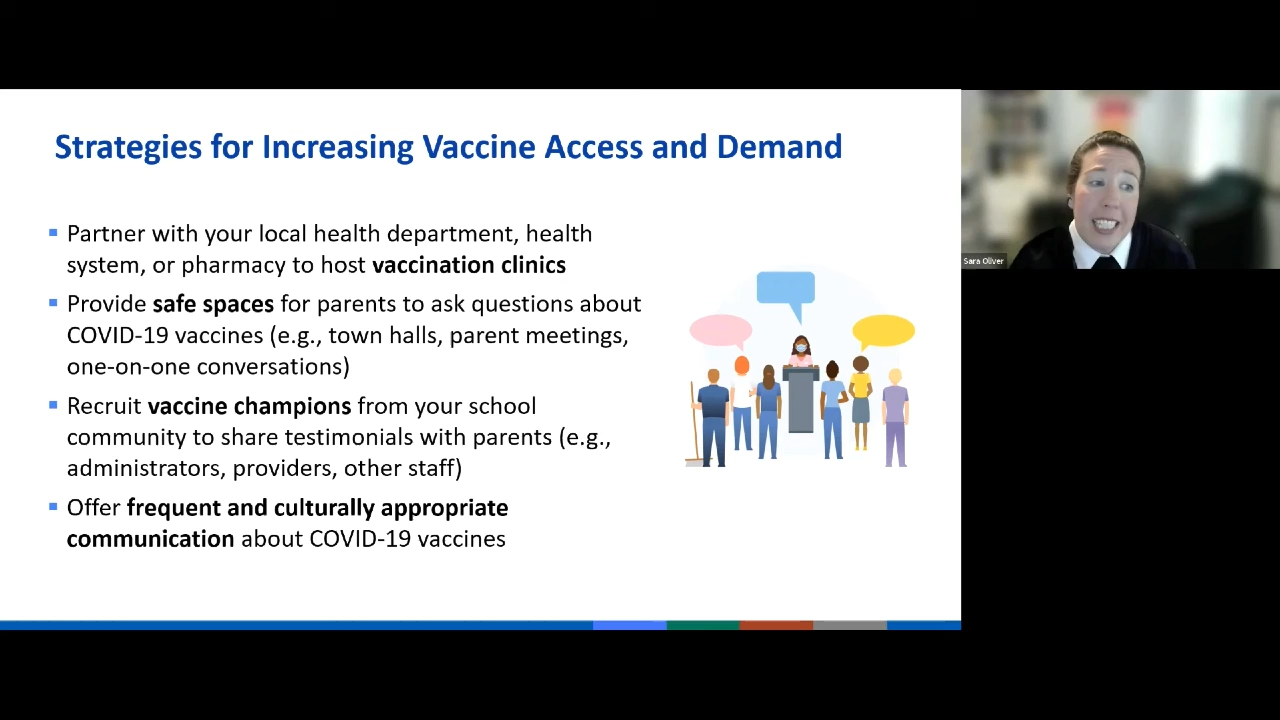 Strategies for Increasing Vaccine Access and Demand
Partner with your local health department, health
system, or pharmacy to host vaccination clinics
Provide safe spaces for parents to ask questions about
COVID-19 vaccines (e.g., town halls, parent meetings,
one-on-one conversations)
Recruit vaccine champions from your school
community to share testimonials with parents (e.g.,
administrators, providers, other staff)
Offer frequent and culturally appropriate
communication about COVID-19 vaccines
Sara Oliver